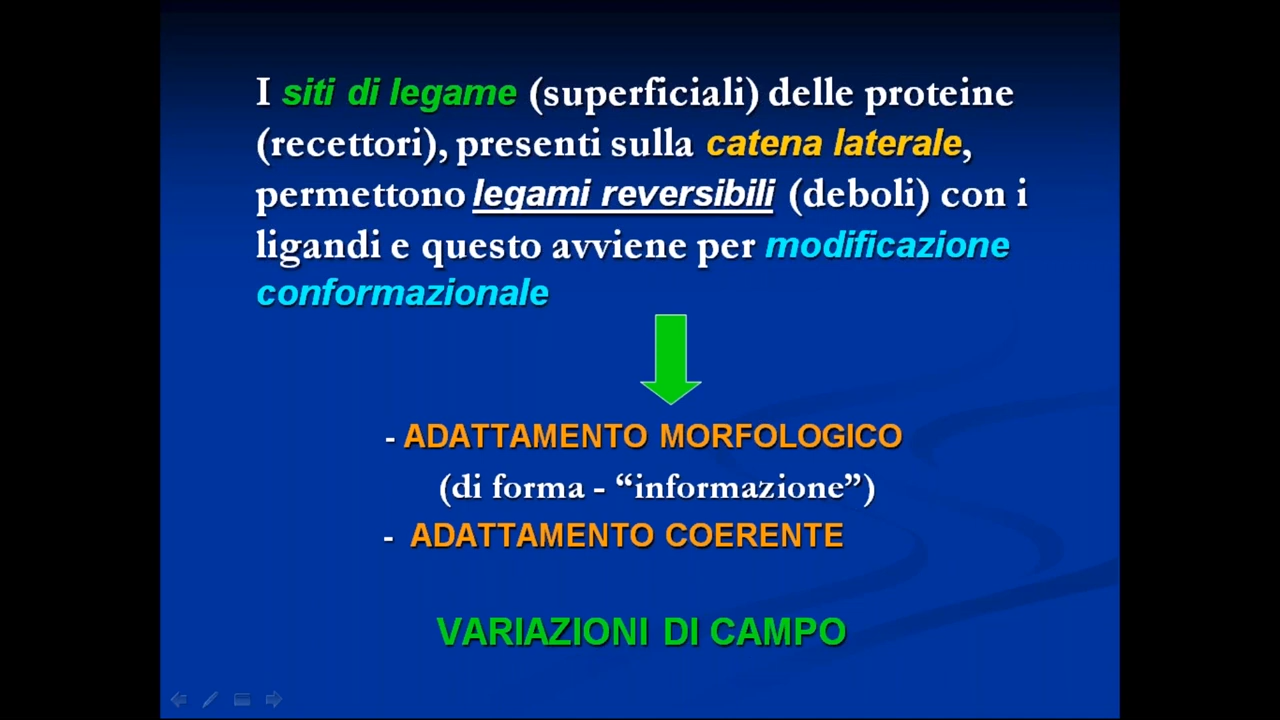 I siti di legame (superficiali) delle proteine
(recettori), presenti sulla catena laterale,
permettono legami reversibili (deboli) con i
ligandi e questo avviene per modificazione
conformazionale
- ADATTAMENTO MORFOLOGICO
(di forma - “informazione”)
- ADATTAMENTO COERENTE
VARIAZIONI DI CAMPO